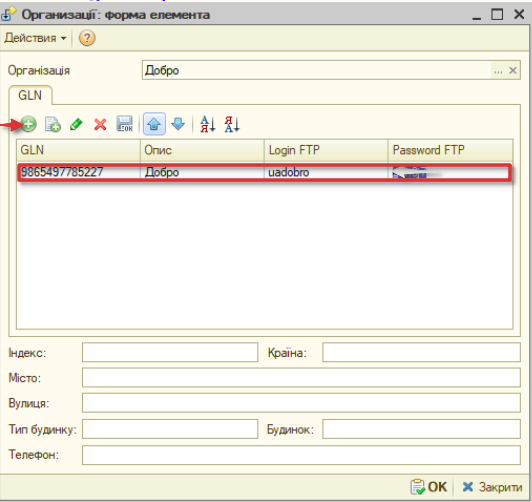 Организації: форма елемента
Действия
Організація Добро
GLN
GLN Опис Login FTP Password FTP
9865497785227 Добро uadobro
Індекс: Країна:
Місто:
Вулиця:
Тип будинку: Будинок:
Телефон:
OK Закрити